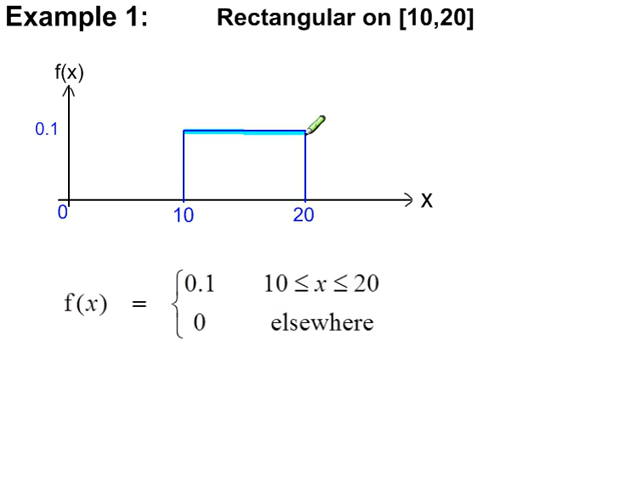 Example 1: Rectangular on [10,20]
f(x)
0.1
0 10 20 X
f(x) = { 0.1 10 ≤ x ≤ 20
0 elsewhere